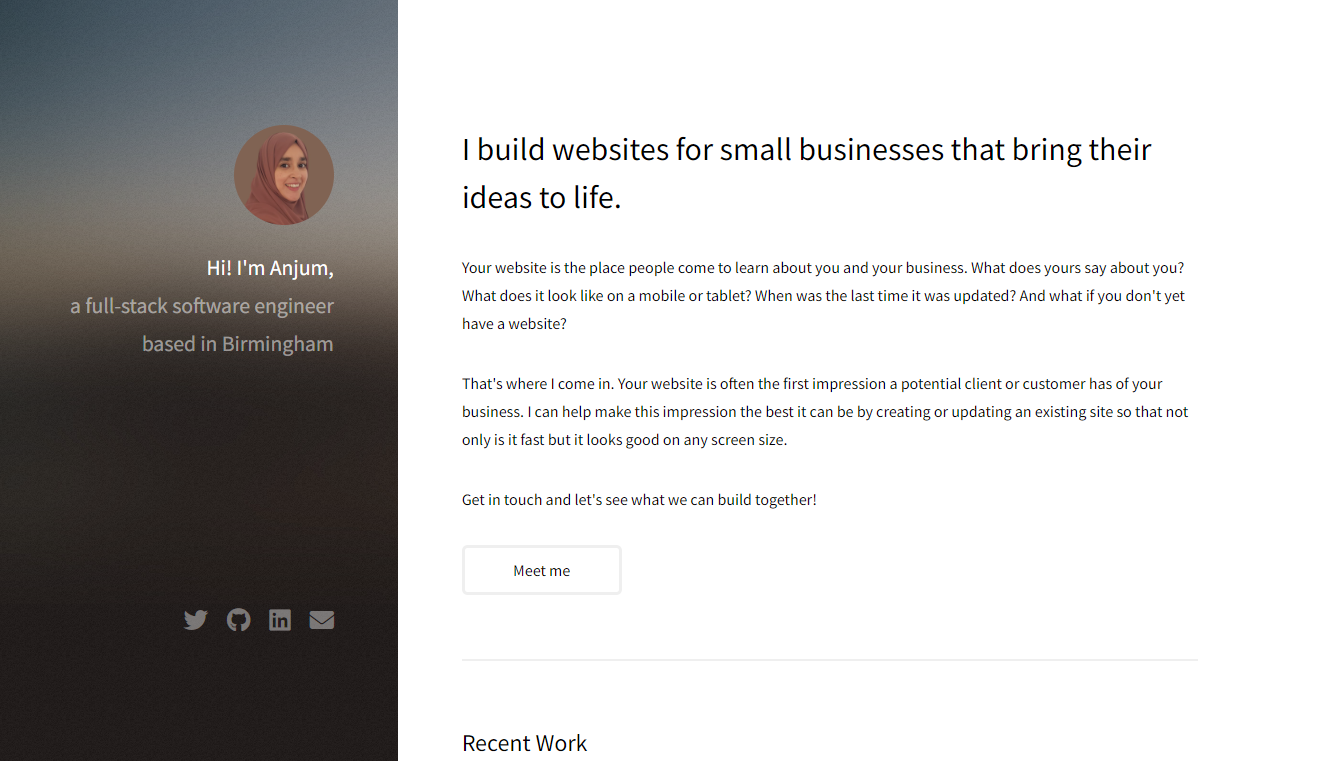 Hi! I'm Anjum,
a full-stack software engineer
based in Birmingham
I build websites for small businesses that bring their
ideas to life.
Your website is the place people come to learn about you and your business. What does yours say about you?
What does it look like on a mobile or tablet? When was the last time it was updated? And what if you don't yet
have a website?
That's where I come in. Your website is often the first impression a potential client or customer has of your
business. I can help make this impression the best it can be by creating or updating an existing site so that not
only is it fast but it looks good on any screen size.
Get in touch and let's see what we can build together!
Meet me
Recent Work